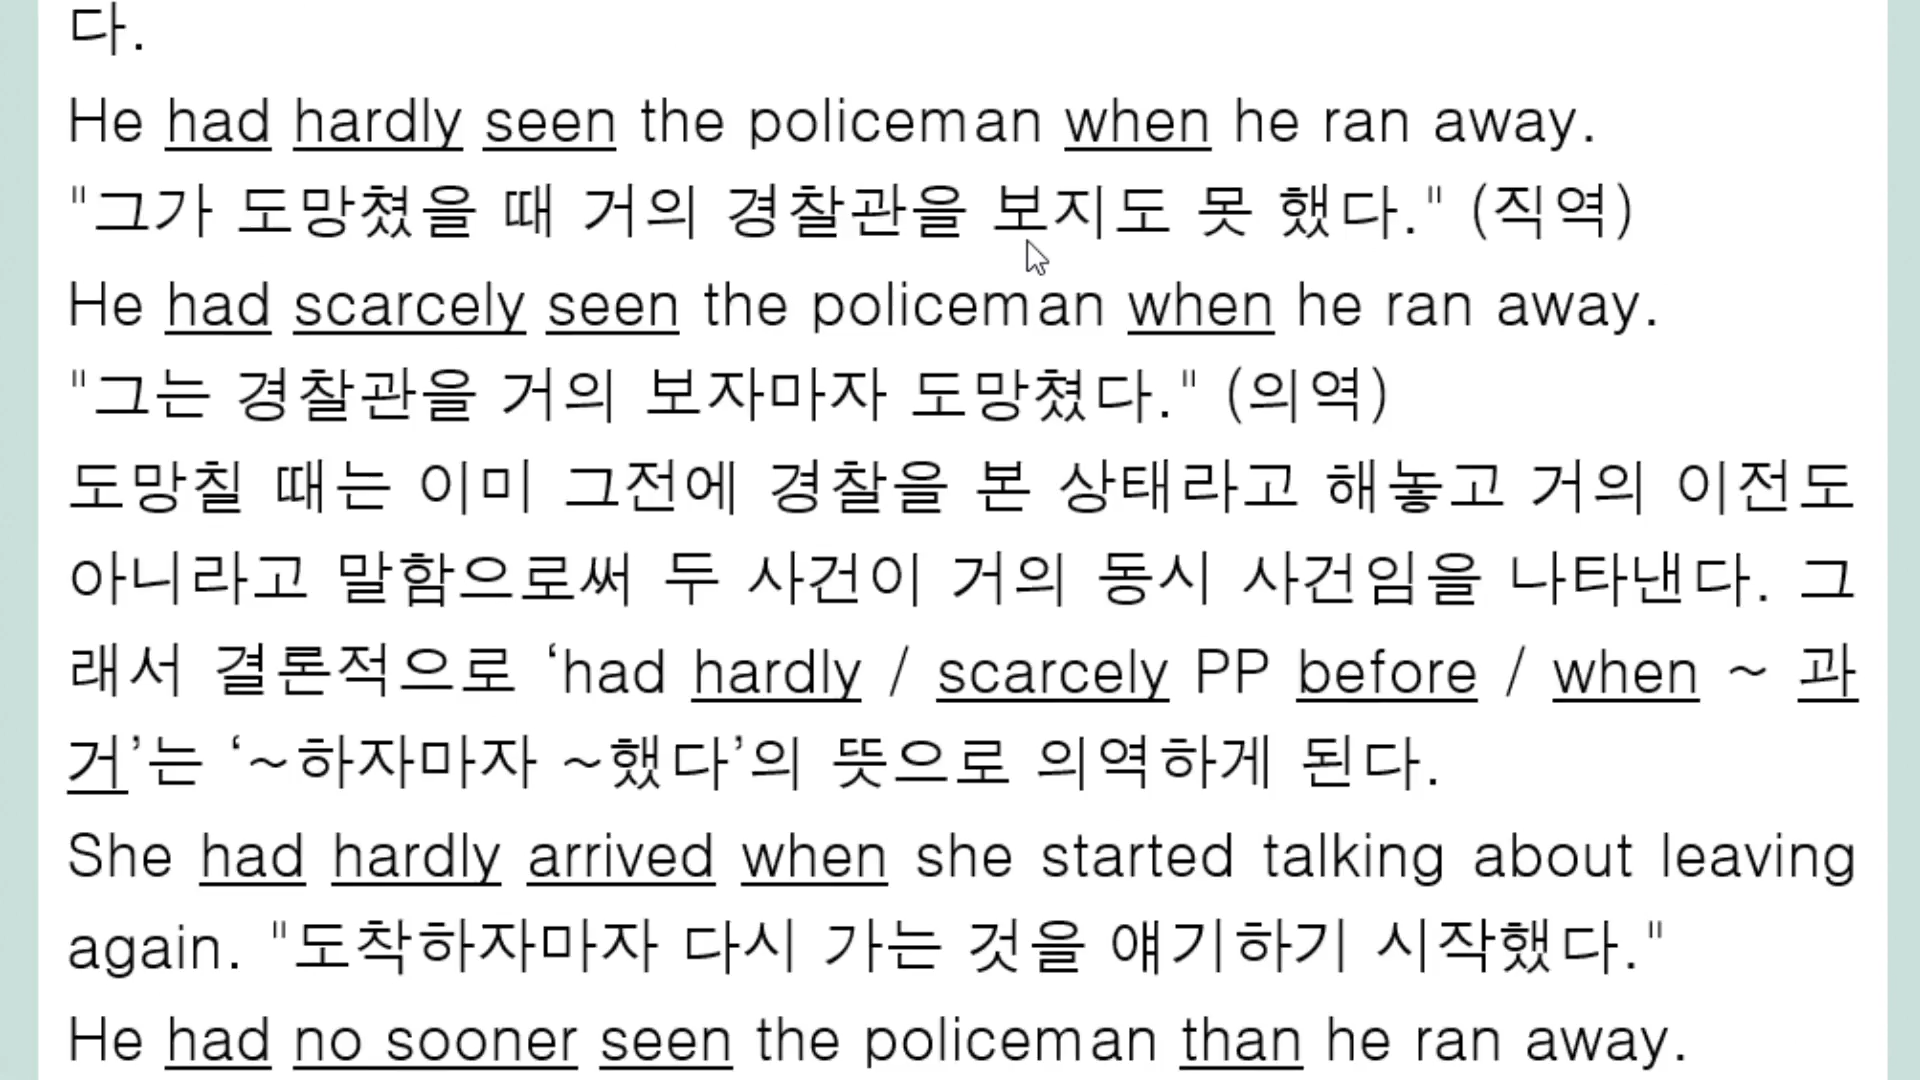 다.
He had hardly seen the policeman when he ran away.
"그가 도망쳤을 때 거의 경찰관을 보지도 못 했다." (직역)
He had scarcely seen the policeman when he ran away.
"그는 경찰관을 거의 보자마자 도망쳤다." (의역)
도망칠 때는 이미 그전에 경찰을 본 상태라고 해놓고 거의 이전도
아니라고 말함으로써 두 사건이 거의 동시 사건임을 나타낸다. 그
래서 결론적으로 ‘had hardly / scarcely PP before / when ~ 과
거’는 ‘~하자마자 ~했다’의 뜻으로 의역하게 된다.
She had hardly arrived when she started talking about leaving
again. "도착하자마자 다시 가는 것을 얘기하기 시작했다."
He had no sooner seen the policeman than he ran away.